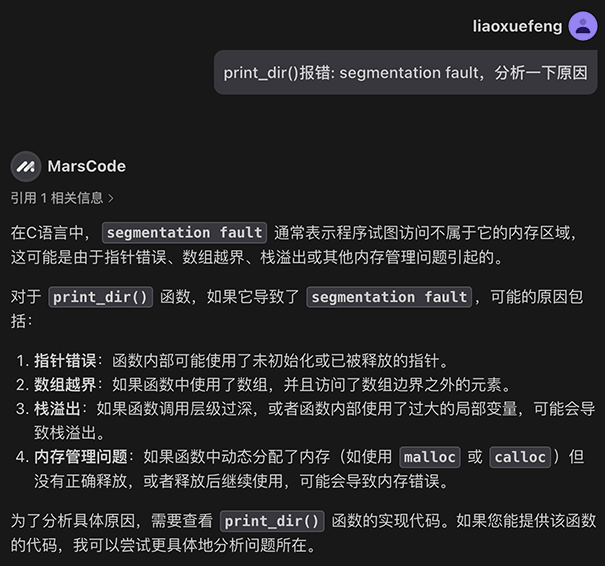 liaoxuefeng
print_dir()报错: segmentation fault，分析一下原因
MarsCode
引用 1 相关信息 >
在C语言中， segmentation fault 通常表示程序试图访问不属于它的内存区域，
这可能是由于指针错误、数组越界、栈溢出或其他内存管理问题引起的。
对于 print_dir() 函数，如果它导致了 segmentation fault ，可能的原因包
括：
1. 指针错误：函数内部可能使用了未初始化或已被释放的指针。
2. 数组越界：如果函数中使用了数组，并且访问了数组边界之外的元素。
3. 栈溢出：如果函数调用层级过深，或者函数内部使用了过大的局部变量，可能会导
致栈溢出。
4. 内存管理问题：如果函数中动态分配了内存（如使用 malloc 或 calloc ）但
没有正确释放，或者释放后继续使用，可能会导致内存错误。
为了分析具体原因，需要查看 print_dir() 函数的实现代码。如果您能提供该函数
的代码，我可以尝试更具体地分析问题所在。